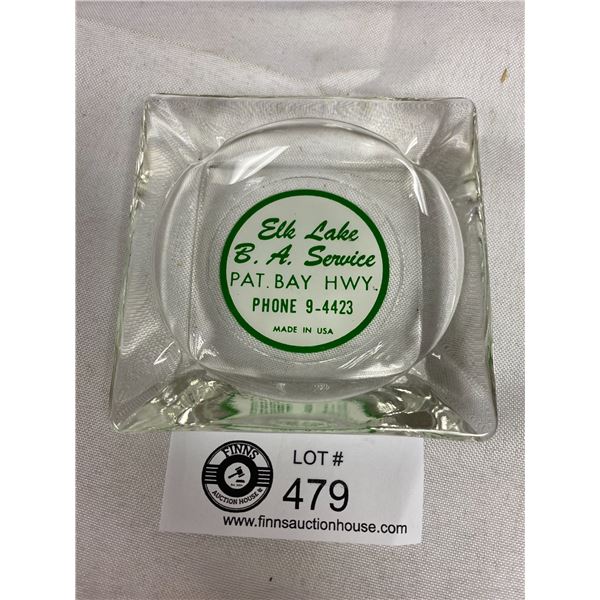 Elk Lake
B. A. Service
PAT. BAY HWY.
PHONE 9-4423
MADE IN USA
FINNS
AUCTION HOUSE
LOT #
479
www.finnsauctionhouse.com